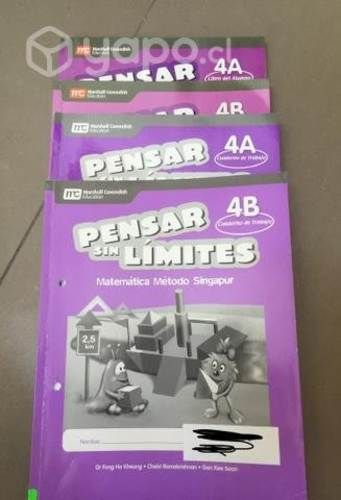 yapo.cl
mc Marshall Cavendish
Education
PENSAR
4A
Libro del Alumno
mc Marshall Cavendish
Education
4B
mc Marshall Cavendish
Education
PENSAR
4A
Cuaderno de Trabajo
mc Marshall Cavendish
Education
PENSAR
SIN LÍMITES
4B
Cuaderno de Trabajo
Matemática Método Singapur
2,5
km
Nombre:
Dr Fong Ho Kheong • Chelvi Ramakrishnan • Gan Kee Soon